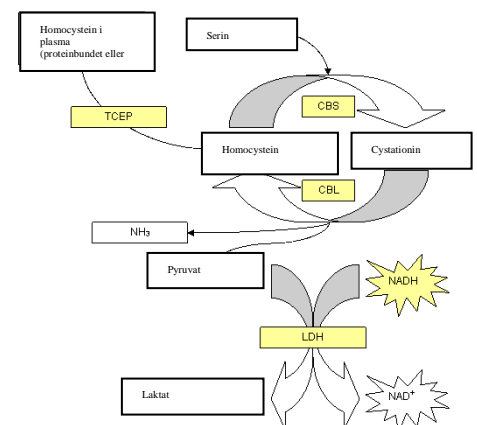 Homocystein i
plasma
(proteinbundet eller
Serin
CBS
TCEP
Homocystein
Cystationin
CBL
NH₃
Pyruvat
NADH
LDH
Laktat
NAD⁺